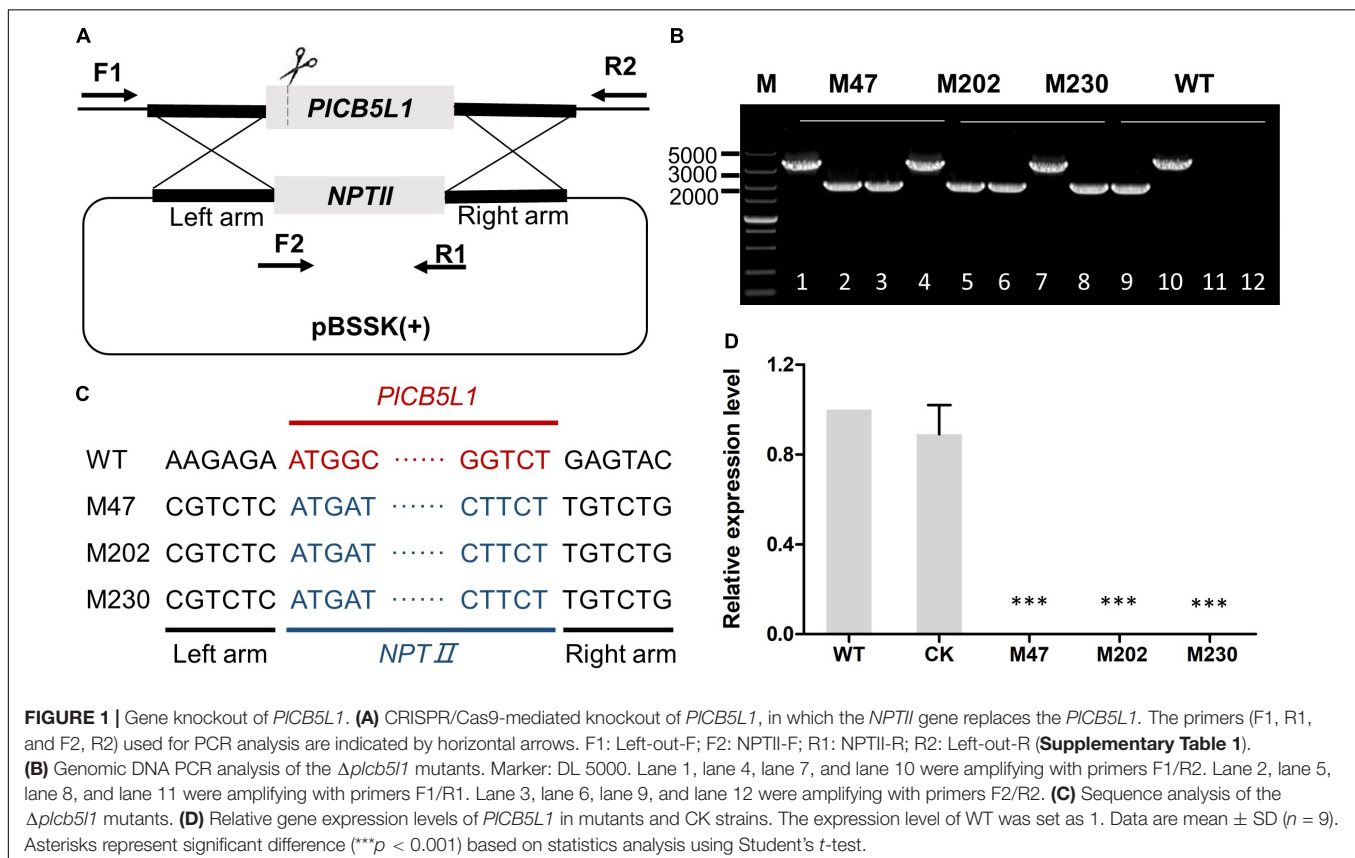 A
F1
R2
PlCB5L1
NPTII
Left arm
Right arm
F2
R1
pBSSK(+)
B
M M47 M202 M230 WT
5000
3000
2000
1 2 3 4 5 6 7 8 9 10 11 12
C
PlCB5L1
WT AAGAGA ATGGC ······ GGTCT GAGTAC
M47 CGTCTC ATGAT ······ CTTCT TGTCTG
M202 CGTCTC ATGAT ······ CTTCT TGTCTG
M230 CGTCTC ATGAT ······ CTTCT TGTCTG
Left arm NPTⅡ Right arm
D
Relative expression level
1.2
0.8
0.4
0.0
*** *** ***
WT CK M47 M202 M230
FIGURE 1 | Gene knockout of PlCB5L1. (A) CRISPR/Cas9-mediated knockout of PlCB5L1, in which the NPTII gene replaces the PlCB5L1. The primers (F1, R1,
and F2, R2) used for PCR analysis are indicated by horizontal arrows. F1: Left-out-F; F2: NPTII-F; R1: NPTII-R; R2: Left-out-R (Supplementary Table 1).
(B) Genomic DNA PCR analysis of the Δplcb5l1 mutants. Marker: DL 5000. Lane 1, lane 4, lane 7, and lane 10 were amplifying with primers F1/R2. Lane 2, lane 5,
lane 8, and lane 11 were amplifying with primers F1/R1. Lane 3, lane 6, lane 9, and lane 12 were amplifying with primers F2/R2. (C) Sequence analysis of the
Δplcb5l1 mutants. (D) Relative gene expression levels of PlCB5L1 in mutants and CK strains. The expression level of WT was set as 1. Data are mean ± SD (n = 9).
Asterisks represent significant difference (***p < 0.001) based on statistics analysis using Student's t-test.